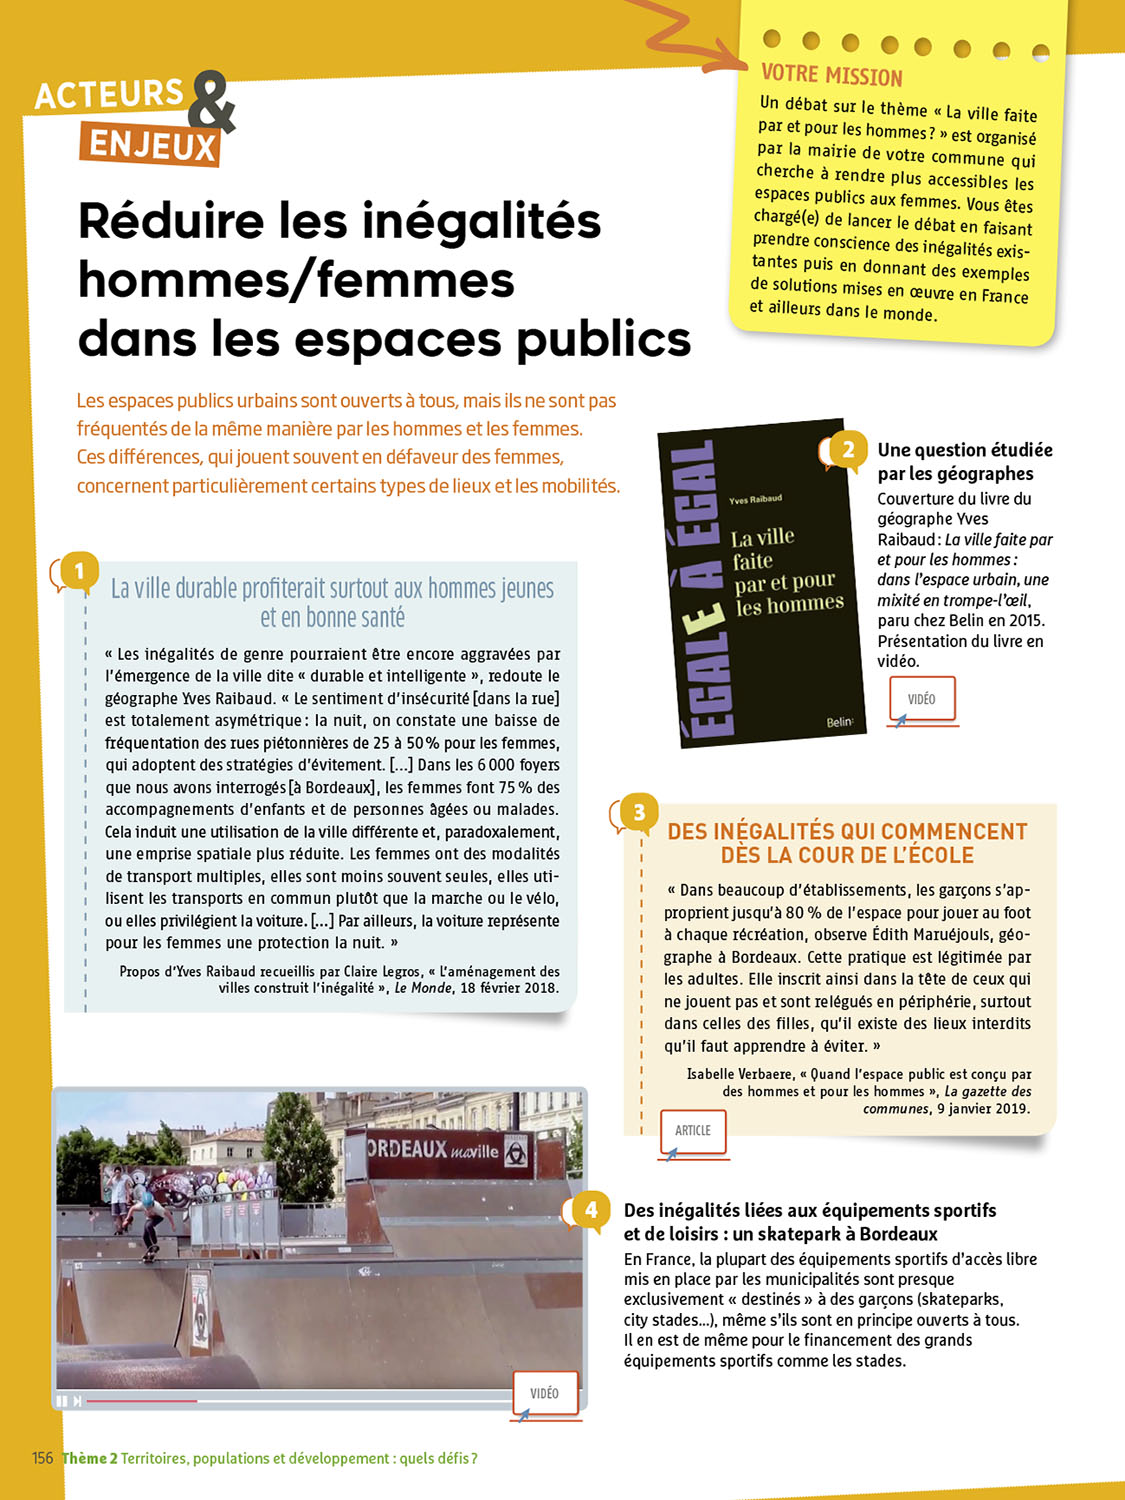 VOTRE MISSION
Un débat sur le thème « La ville faite
par et pour les hommes ? » est organisé
par la mairie de votre commune qui
cherche à rendre plus accessibles les
espaces publics aux femmes. Vous êtes
chargé(e) de lancer le débat en faisant
prendre conscience des inégalités exis-
tantes puis en donnant des exemples
de solutions mises en œuvre en France
et ailleurs dans le monde.
ACTEURS &
ENJEUX
Réduire les inégalités
hommes/femmes
dans les espaces publics
Les espaces publics urbains sont ouverts à tous, mais ils ne sont pas
fréquentés de la même manière par les hommes et les femmes.
Ces différences, qui jouent souvent en défaveur des femmes,
concernent particulièrement certains types de lieux et les mobilités.
1
La ville durable profiterait surtout aux hommes jeunes
et en bonne santé
« Les inégalités de genre pourraient être encore aggravées par
l'émergence de la ville dite « durable et intelligente », redoute le
géographe Yves Raibaud. « Le sentiment d'insécurité [dans la rue]
est totalement asymétrique : la nuit, on constate une baisse de
fréquentation des rues piétonnières de 25 à 50 % pour les femmes,
qui adoptent des stratégies d'évitement. [...] Dans les 6 000 foyers
que nous avons interrogés [à Bordeaux], les femmes font 75 % des
accompagnements d'enfants et de personnes âgées ou malades.
Cela induit une utilisation de la ville différente et, paradoxalement,
une emprise spatiale plus réduite. Les femmes ont des modalités
de transport multiples, elles sont moins souvent seules, elles uti-
lisent les transports en commun plutôt que la marche ou le vélo,
ou elles privilégient la voiture. [...] Par ailleurs, la voiture représente
pour les femmes une protection la nuit. »
Propos d'Yves Raibaud recueillis par Claire Legros, « L'aménagement des
villes construit l'inégalité », Le Monde, 18 février 2018.
ÉGALE À ÉGAL
Yves Raibaud
La ville
faite
par et pour
les hommes
Belin:
2
Une question étudiée
par les géographes
Couverture du livre du
géographe Yves
Raibaud : La ville faite par
et pour les hommes :
dans l'espace urbain, une
mixité en trompe-l'œil,
paru chez Belin en 2015.
Présentation du livre en
vidéo.
VIDÉO
3
DES INÉGALITÉS QUI COMMENCENT
DÈS LA COUR DE L'ÉCOLE
« Dans beaucoup d'établissements, les garçons s'ap-
proprient jusqu'à 80 % de l'espace pour jouer au foot
à chaque récréation, observe Édith Maruéjouls, géo-
graphe à Bordeaux. Cette pratique est légitimée par
les adultes. Elle inscrit ainsi dans la tête de ceux qui
ne jouent pas et sont relégués en périphérie, surtout
dans celles des filles, qu'il existe des lieux interdits
qu'il faut apprendre à éviter. »
Isabelle Verbaere, « Quand l'espace public est conçu par
des hommes et pour les hommes », La gazette des
communes, 9 janvier 2019.
ARTICLE
BORDEAUX ma ville
VIDÉO
4
Des inégalités liées aux équipements sportifs
et de loisirs : un skatepark à Bordeaux
En France, la plupart des équipements sportifs d'accès libre
mis en place par les municipalités sont presque
exclusivement « destinés » à des garçons (skateparks,
city stades...), même s'ils sont en principe ouverts à tous.
Il en est de même pour le financement des grands
équipements sportifs comme les stades.
156 Thème 2 Territoires, populations et développement : quels défis ?